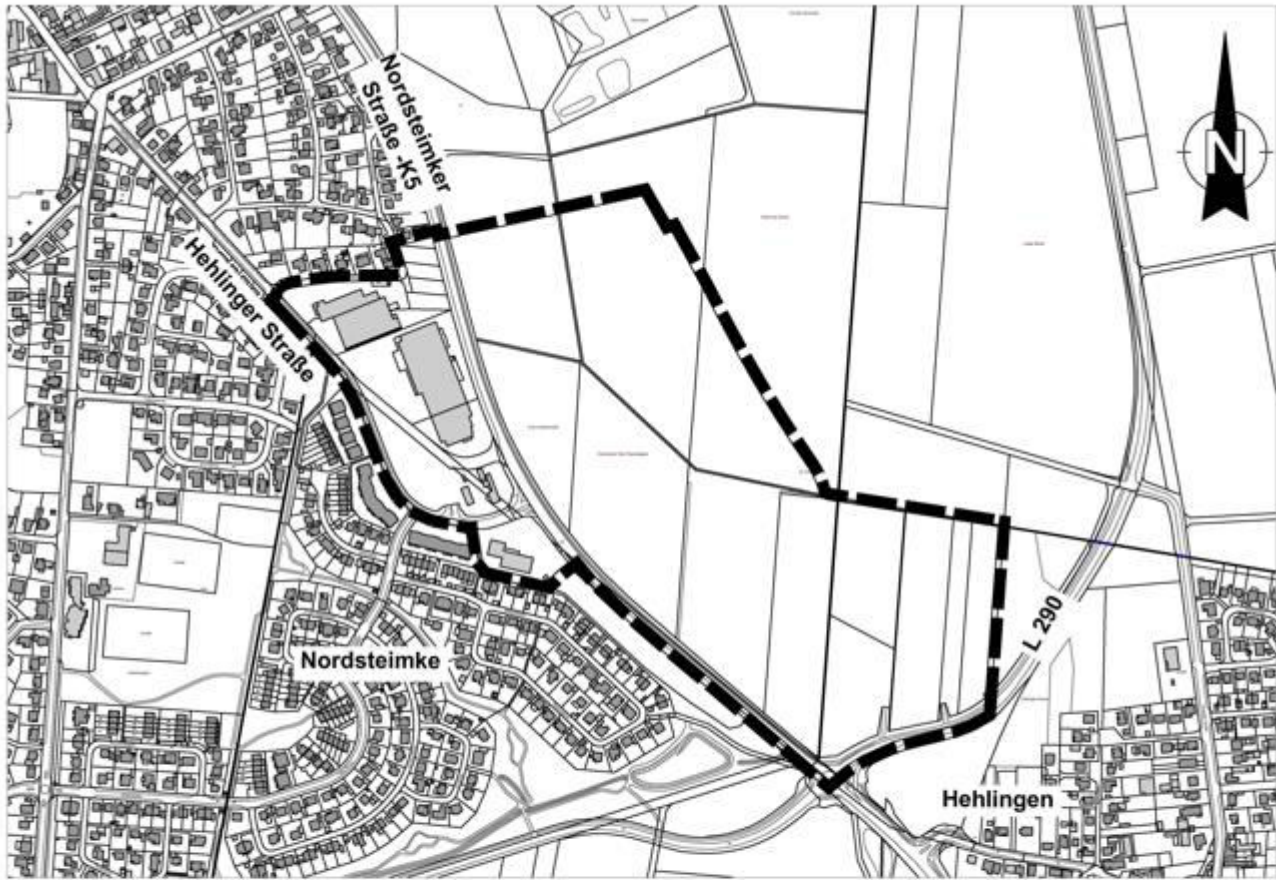 Nordsteimker
Straße -K5
N
Hehlinger Straße
Nordsteimke
L 290
Hehlingen